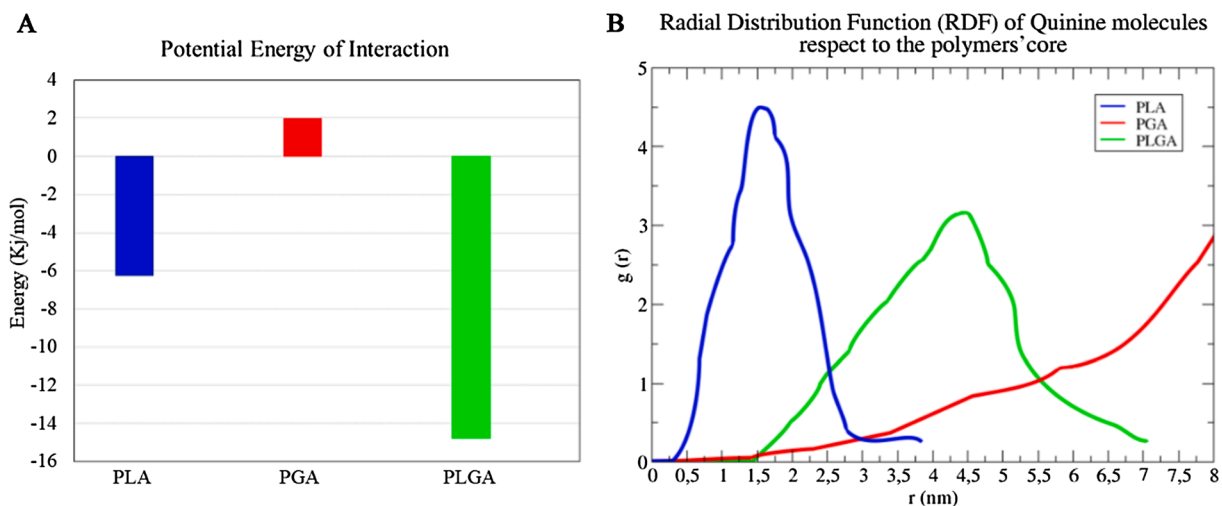 A
Potential Energy of Interaction
4
2
0
-2
-4
-6
-8
-10
-12
-14
-16
Energy (Kj/mol)
PLA PGA PLGA
B
Radial Distribution Function (RDF) of Quinine molecules
respect to the polymers'core
5
4
3
2
1
0
g (r)
PLA
PGA
PLGA
0 0,5 1 1,5 2 2,5 3 3,5 4 4,5 5 5,5 6 6,5 7 7,5 8
r (nm)